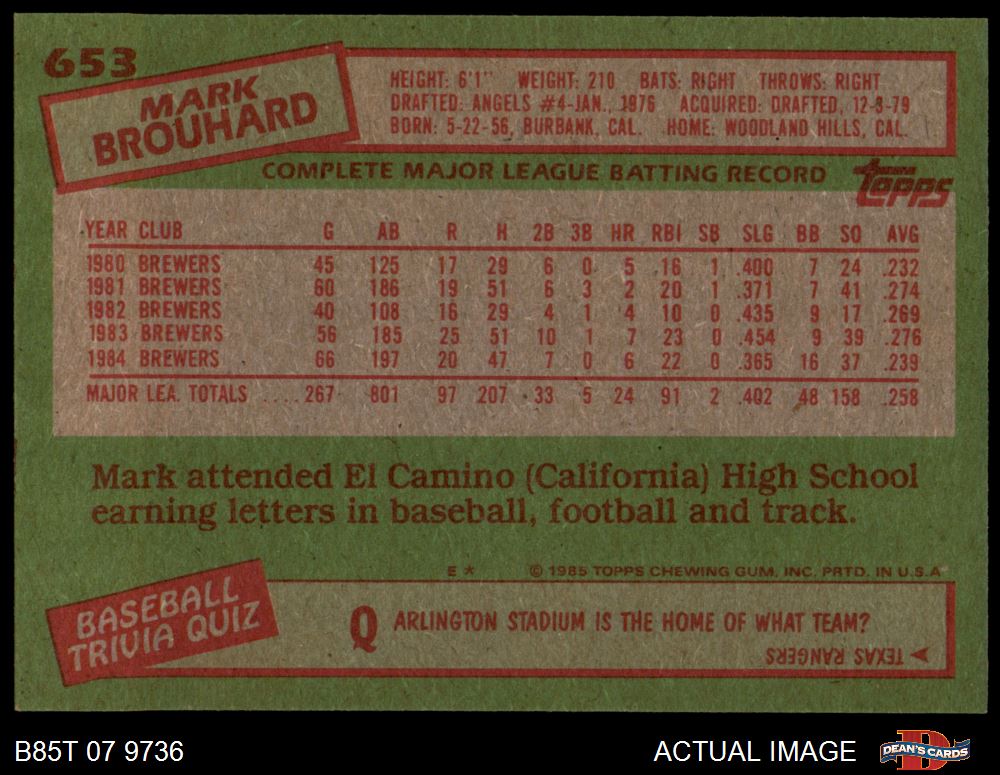 653
MARK
BROUHARD
HEIGHT: 6'1" WEIGHT: 210 BATS: RIGHT THROWS: RIGHT
DRAFTED: ANGELS #4-JAN., 1976 ACQUIRED: DRAFTED, 12-3-79
BORN: 5-22-56, BURBANK, CAL. HOME: WOODLAND HILLS, CAL.
COMPLETE MAJOR LEAGUE BATTING RECORD
topps
YEAR CLUB G AB R H 2B 3B HR RBI SB SLG BB SO AVG
1980 BREWERS 45 125 17 29 6 0 5 16 1 .400 7 24 .232
1981 BREWERS 60 186 19 51 6 3 2 20 1 .371 7 41 .274
1982 BREWERS 40 108 16 29 4 1 4 10 0 .435 9 17 .269
1983 BREWERS 56 185 25 51 10 1 7 23 0 .454 9 39 .276
1984 BREWERS 66 197 20 47 7 0 6 22 0 .365 16 37 .239
MAJOR LEA. TOTALS ....267 801 97 207 33 5 24 91 2 .402 48 158 .258
Mark attended El Camino (California) High School
earning letters in baseball, football and track.
E * © 1985 TOPPS CHEWING GUM, INC. PRTD. IN U.S.A
BASEBALL
TRIVIA QUIZ
Q ARLINGTON STADIUM IS THE HOME OF WHAT TEAM?
TEXAS RANGERS
B85T 07 9736
ACTUAL IMAGE
D
DEAN'S CARDS